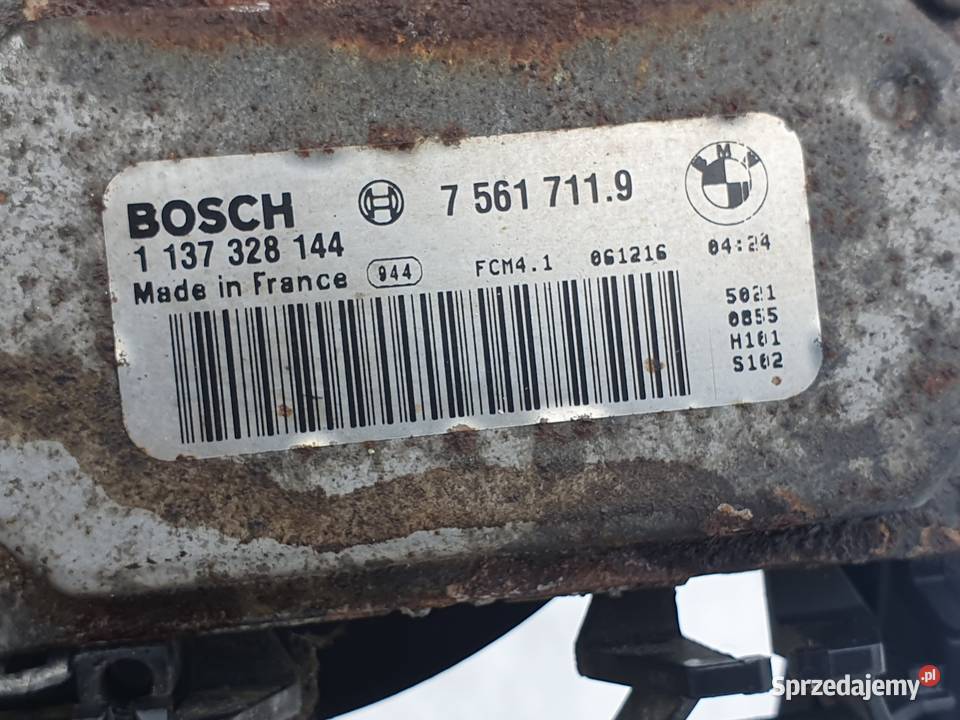 BOSCH 7 561 711.9
1 137 328 144 04:24
Made in France 944 FCM4.1 061216
5021
0855
H101
S102
Sprzedajemy.pl